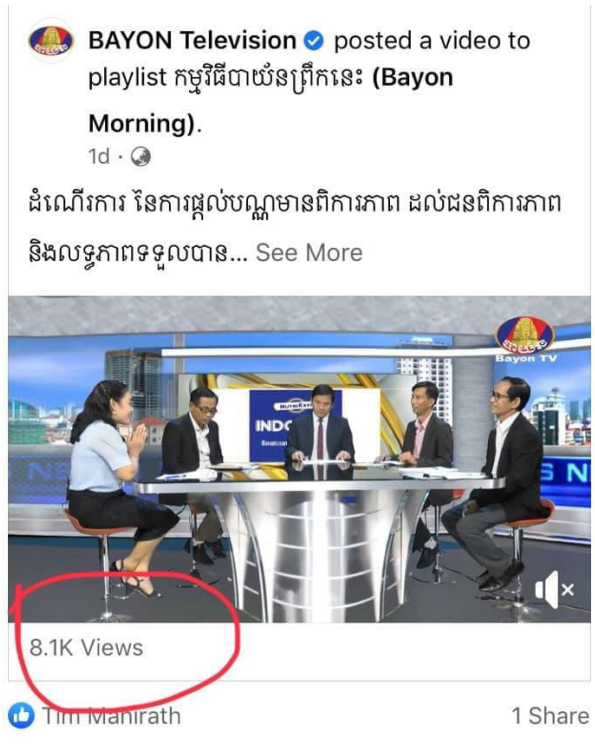 BAYON Television posted a video to
playlist កម្មវិធីបាយ័នព្រឹកនេះ (Bayon
Morning).
1d ·
ដំណើរការ នៃការផ្តល់បណ្ណមានពិការភាព ដល់ជនពិការភាព
និងលទ្ធភាពទទួលបាន... See More
Bayon TV
8.1K Views
Tim Manirath
1 Share